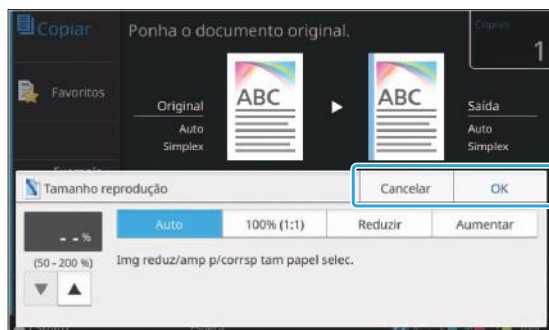 Copiar
Ponha o documento original.
Cópias
1
Favoritos
Original
Auto
Simplex
ABC
ABC
Saída
Auto
Simplex
Exemplo
Tamanho reprodução
Cancelar
OK
- - %
(50 - 200 %)
Auto
100% (1:1)
Reduzir
Aumentar
Img reduz/amp p/corrsp tam papel selec.